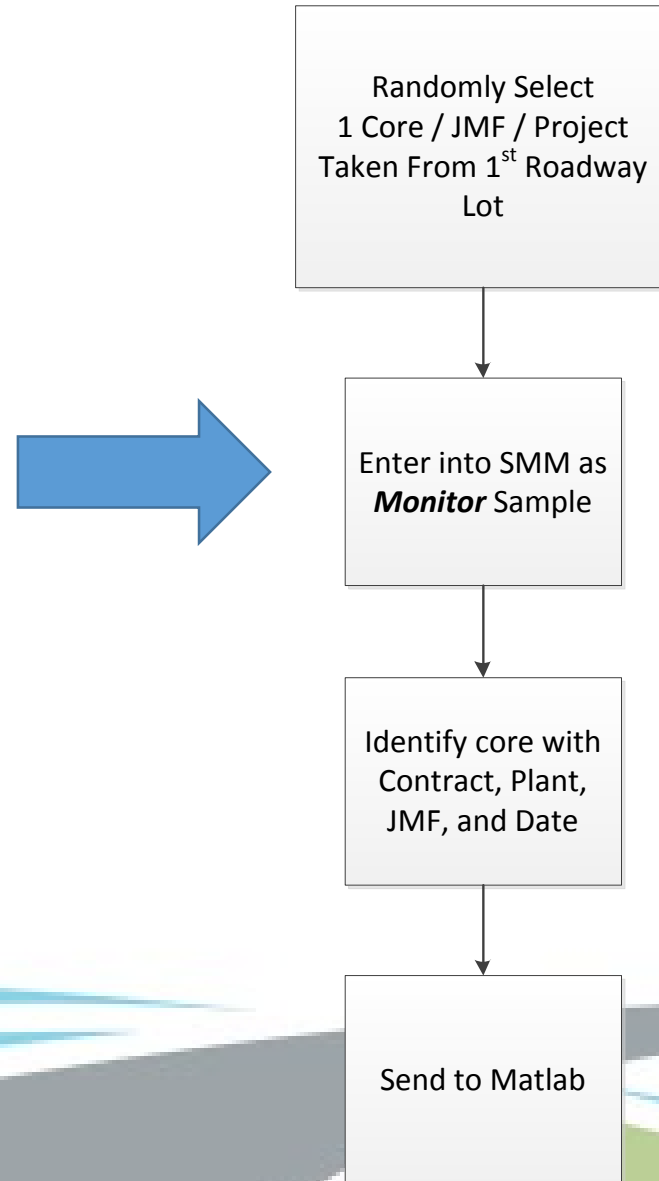 Randomly Select
1 Core / JMF / Project
Taken From 1st Roadway
Lot
Enter into SMM as
Monitor Sample
Identify core with
Contract, Plant,
JMF, and Date
Send to Matlab